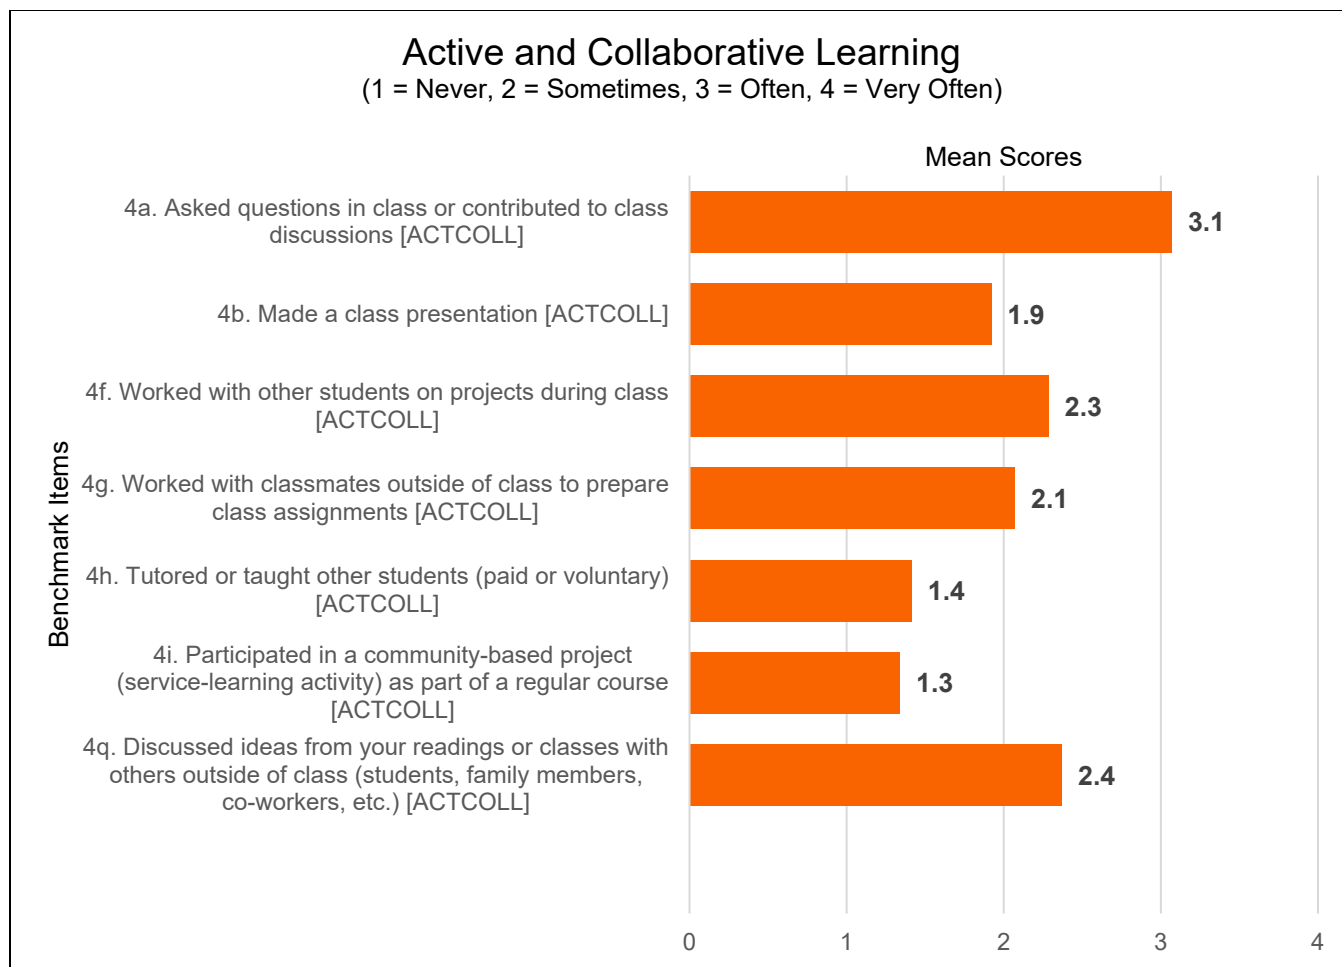 Active and Collaborative Learning
(1 = Never, 2 = Sometimes, 3 = Often, 4 = Very Often)
Mean Scores
Benchmark Items
4a. Asked questions in class or contributed to class
discussions [ACTCOLL]
3.1
4b. Made a class presentation [ACTCOLL]
1.9
4f. Worked with other students on projects during class
[ACTCOLL]
2.3
4g. Worked with classmates outside of class to prepare
class assignments [ACTCOLL]
2.1
4h. Tutored or taught other students (paid or voluntary)
[ACTCOLL]
1.4
4i. Participated in a community-based project
(service-learning activity) as part of a regular course
[ACTCOLL]
1.3
4q. Discussed ideas from your readings or classes with
others outside of class (students, family members,
co-workers, etc.) [ACTCOLL]
2.4
0 1 2 3 4